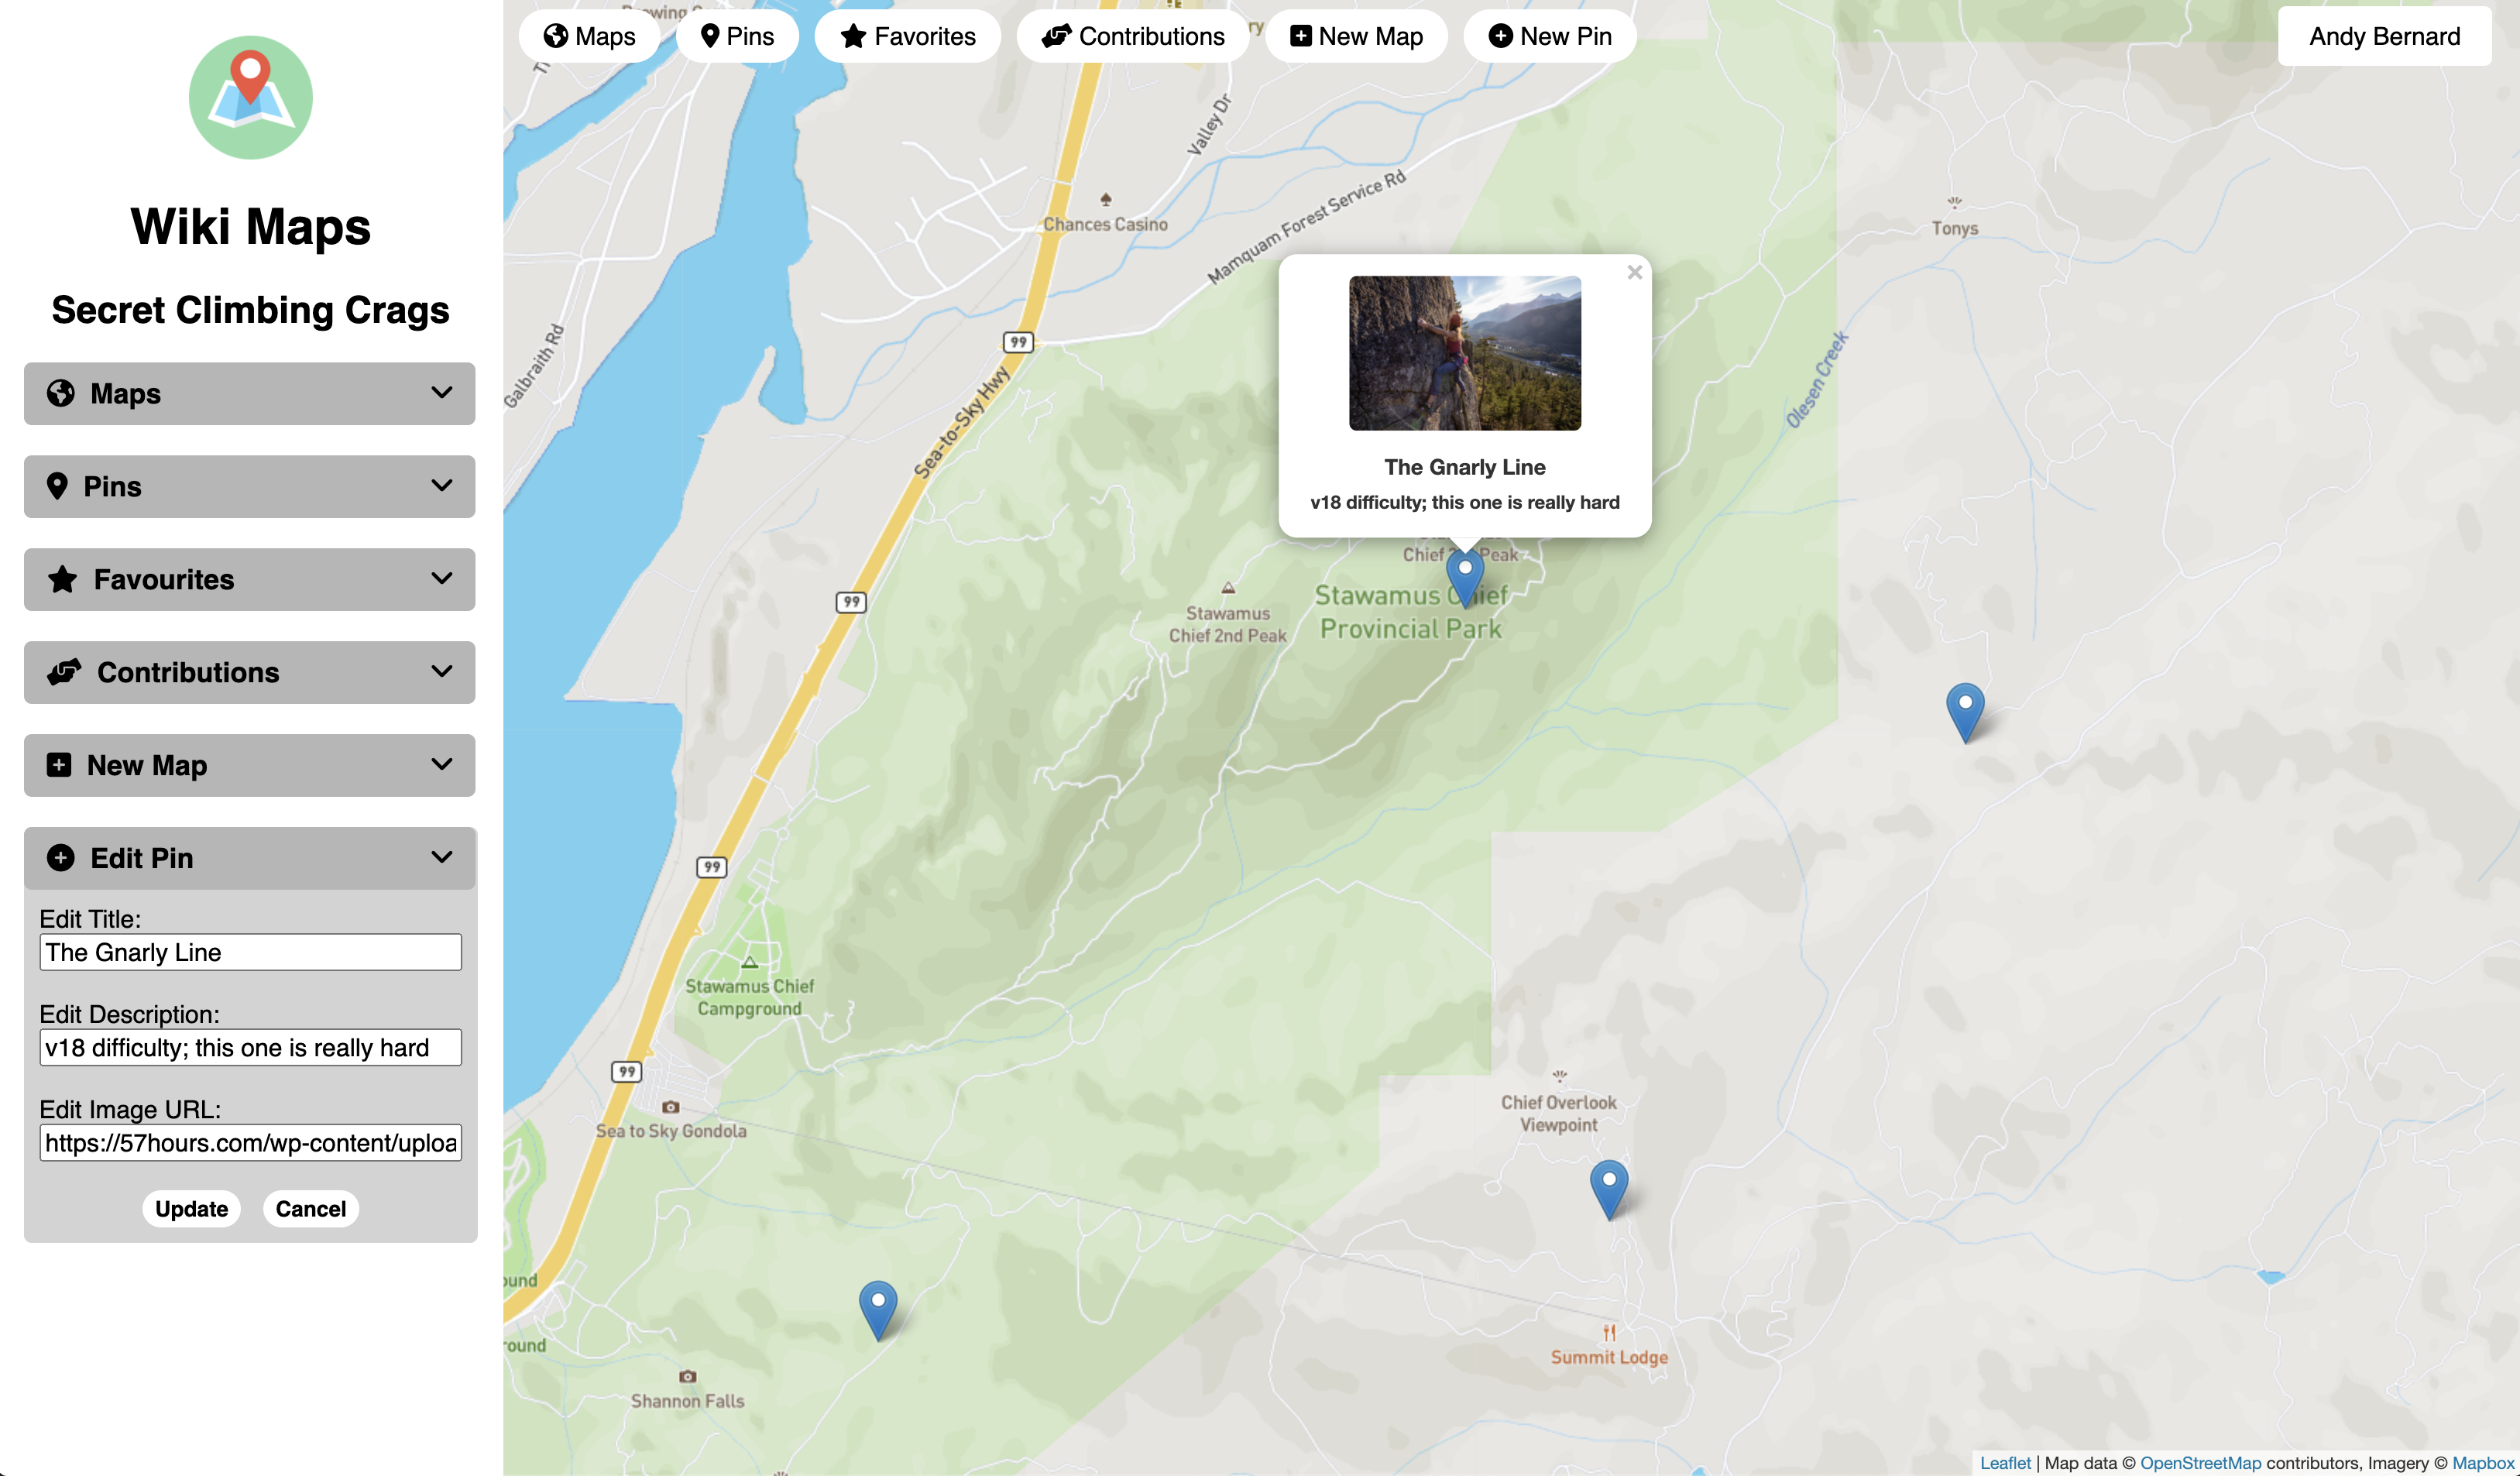 Maps
Pins
Favorites
Contributions
New Map
New Pin
Andy Bernard
Wiki Maps
Secret Climbing Crags
Maps
Pins
Favourites
Contributions
New Map
Edit Pin
Edit Title:
The Gnarly Line
Edit Description:
v18 difficulty; this one is really hard
Edit Image URL:
https://57hours.com/wp-content/uploa
Update
Cancel
Valley Dr
Chances Casino
Mamquam Forest Service Rd
Tonys
Galbraith Rd
99
Sea-to-Sky Hwy
Olesen Creek
×
The Gnarly Line
v18 difficulty; this one is really hard
Chief Peak
99
Stawamus Chief
Provincial Park
Stawamus
Chief 2nd Peak
99
Stawamus Chief
Campground
99
Sea to Sky Gondola
Chief Overlook
Viewpoint
ound
round
Summit Lodge
Shannon Falls
Leaflet | Map data © OpenStreetMap contributors, Imagery © Mapbox